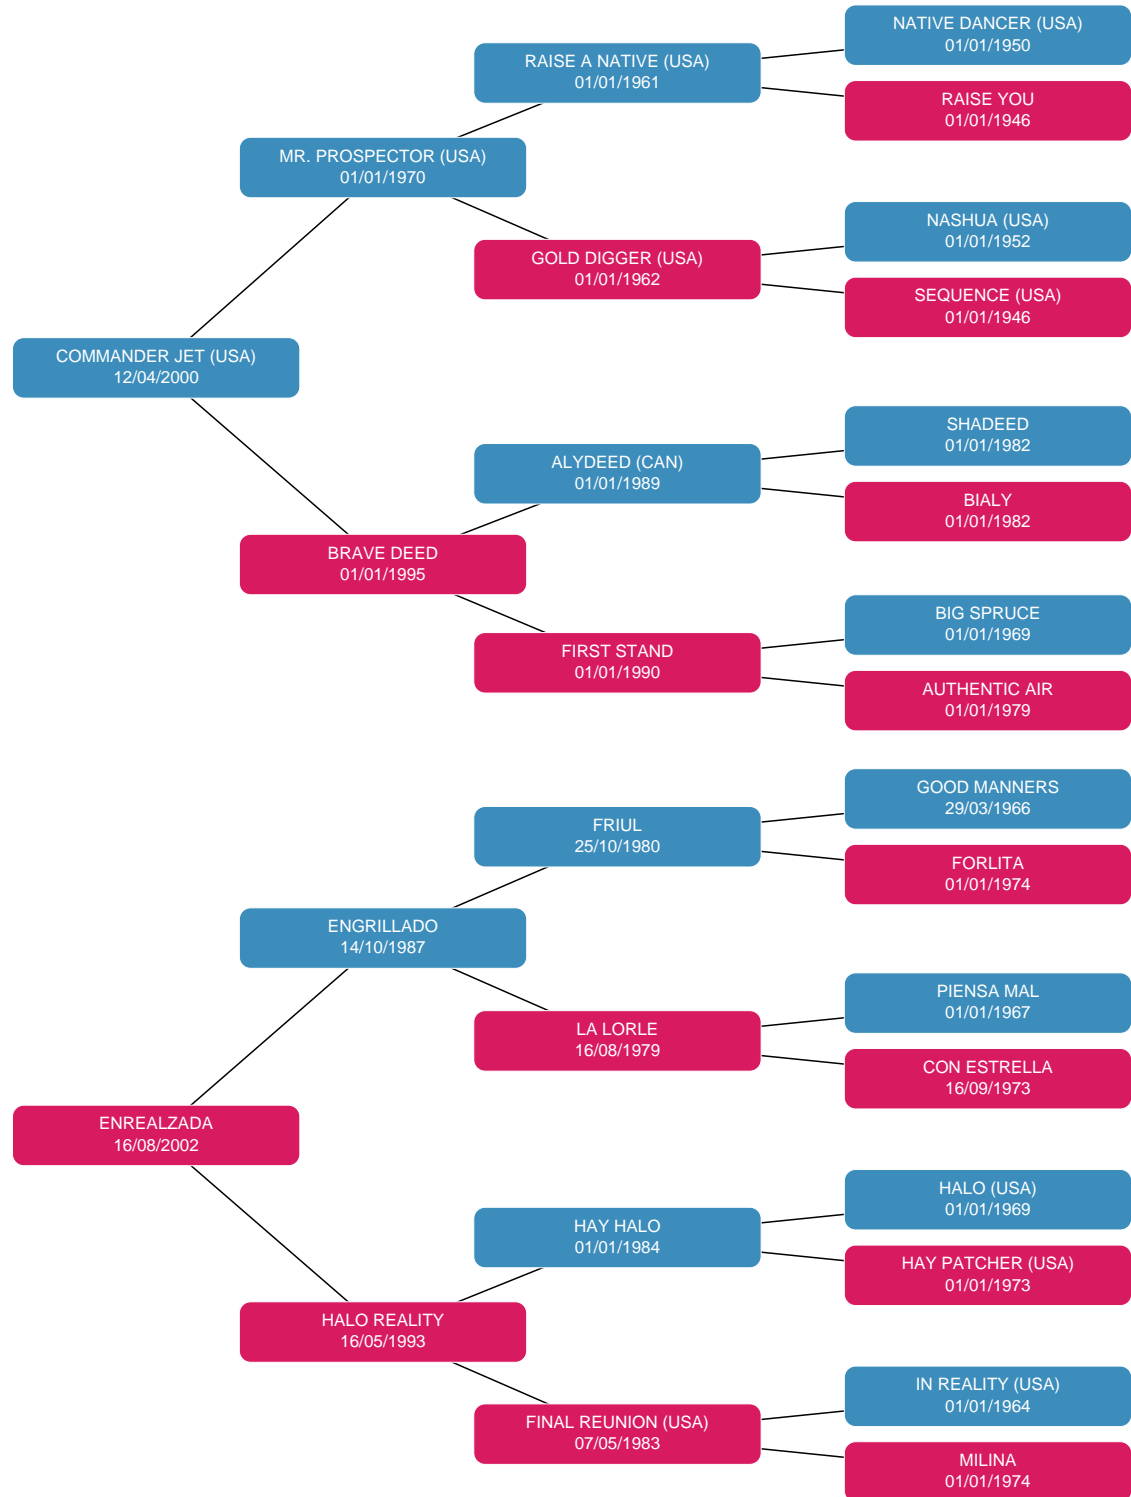 NATIVE DANCER (USA)
01/01/1950
RAISE A NATIVE (USA)
01/01/1961
RAISE YOU
01/01/1946
MR. PROSPECTOR (USA)
01/01/1970
NASHUA (USA)
01/01/1952
GOLD DIGGER (USA)
01/01/1962
SEQUENCE (USA)
01/01/1946
COMMANDER JET (USA)
12/04/2000
SHADEED
01/01/1982
ALYDEED (CAN)
01/01/1989
BIALY
01/01/1982
BRAVE DEED
01/01/1995
BIG SPRUCE
01/01/1969
FIRST STAND
01/01/1990
AUTHENTIC AIR
01/01/1979
GOOD MANNERS
29/03/1966
FRIUL
25/10/1980
FORLITA
01/01/1974
ENGRILLADO
14/10/1987
PIENSA MAL
01/01/1967
LA LORLE
16/08/1979
CON ESTRELLA
16/09/1973
ENREALZADA
16/08/2002
HALO (USA)
01/01/1969
HAY HALO
01/01/1984
HAY PATCHER (USA)
01/01/1973
HALO REALITY
16/05/1993
IN REALITY (USA)
01/01/1964
FINAL REUNION (USA)
07/05/1983
MILINA
01/01/1974